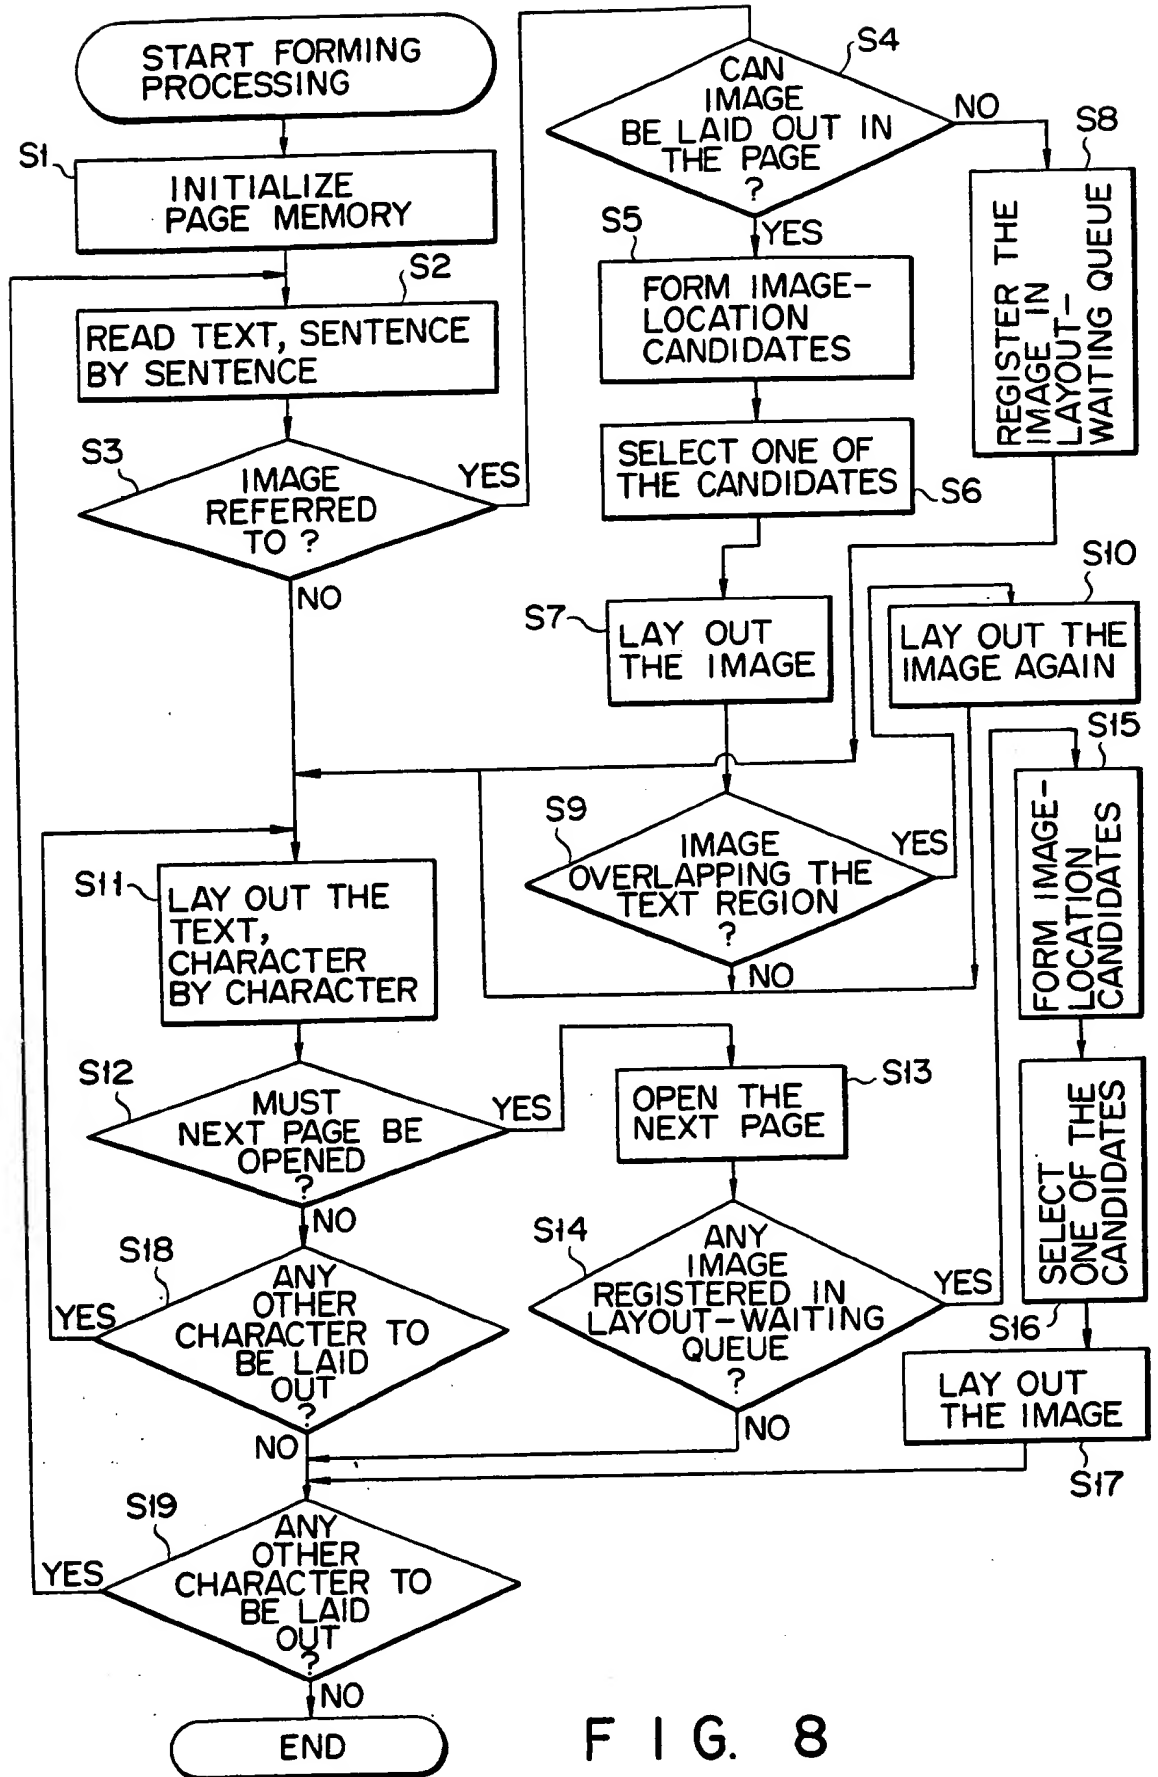 START FORMING
PROCESSING
S1
INITIALIZE
PAGE MEMORY
S2
READ TEXT, SENTENCE
BY SENTENCE
S3
IMAGE
REFERRED
TO ?
YES
NO
S4
CAN
IMAGE
BE LAID OUT IN
THE PAGE
?
NO
YES
S8
REGISTER THE
IMAGE IN
LAYOUT-
WAITING QUEUE
S5
FORM IMAGE-
LOCATION
CANDIDATES
SELECT ONE OF
THE CANDIDATES
S6
S7
LAY OUT
THE IMAGE
S10
LAY OUT THE
IMAGE AGAIN
S9
IMAGE
OVERLAPPING THE
TEXT REGION
?
YES
NO
S15
FORM IMAGE-
LOCATION
CANDIDATES
S11
LAY OUT THE
TEXT,
CHARACTER
BY CHARACTER
S12
MUST
NEXT PAGE BE
OPENED
?
YES
NO
S13
OPEN THE
NEXT PAGE
S14
ANY
IMAGE
REGISTERED IN
LAYOUT-WAITING
QUEUE
?
YES
NO
SELECT
ONE OF THE
CANDIDATES
S16
LAY OUT
THE IMAGE
S17
S18
ANY
OTHER
CHARACTER TO
BE LAID
OUT
?
YES
NO
S19
ANY
OTHER
CHARACTER TO
BE LAID
OUT
?
YES
NO
END
FIG. 8